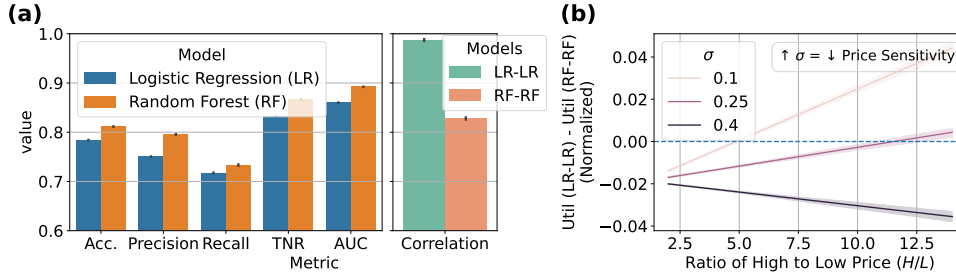 (a)
value
1.0
0.9
0.8
0.7
0.6
Model
Logistic Regression (LR)
Random Forest (RF)
Acc.
Precision
Recall
TNR
AUC
Metric
Models
LR-LR
RF-RF
Correlation
(b)
Util (LR-LR) - Util (RF-RF)
(Normalized)
0.04
0.02
0.00
−0.02
−0.04
σ
0.1
0.25
0.4
↑ σ = ↓ Price Sensitivity
2.5
5.0
7.5
10.0
12.5
Ratio of High to Low Price (H/L)